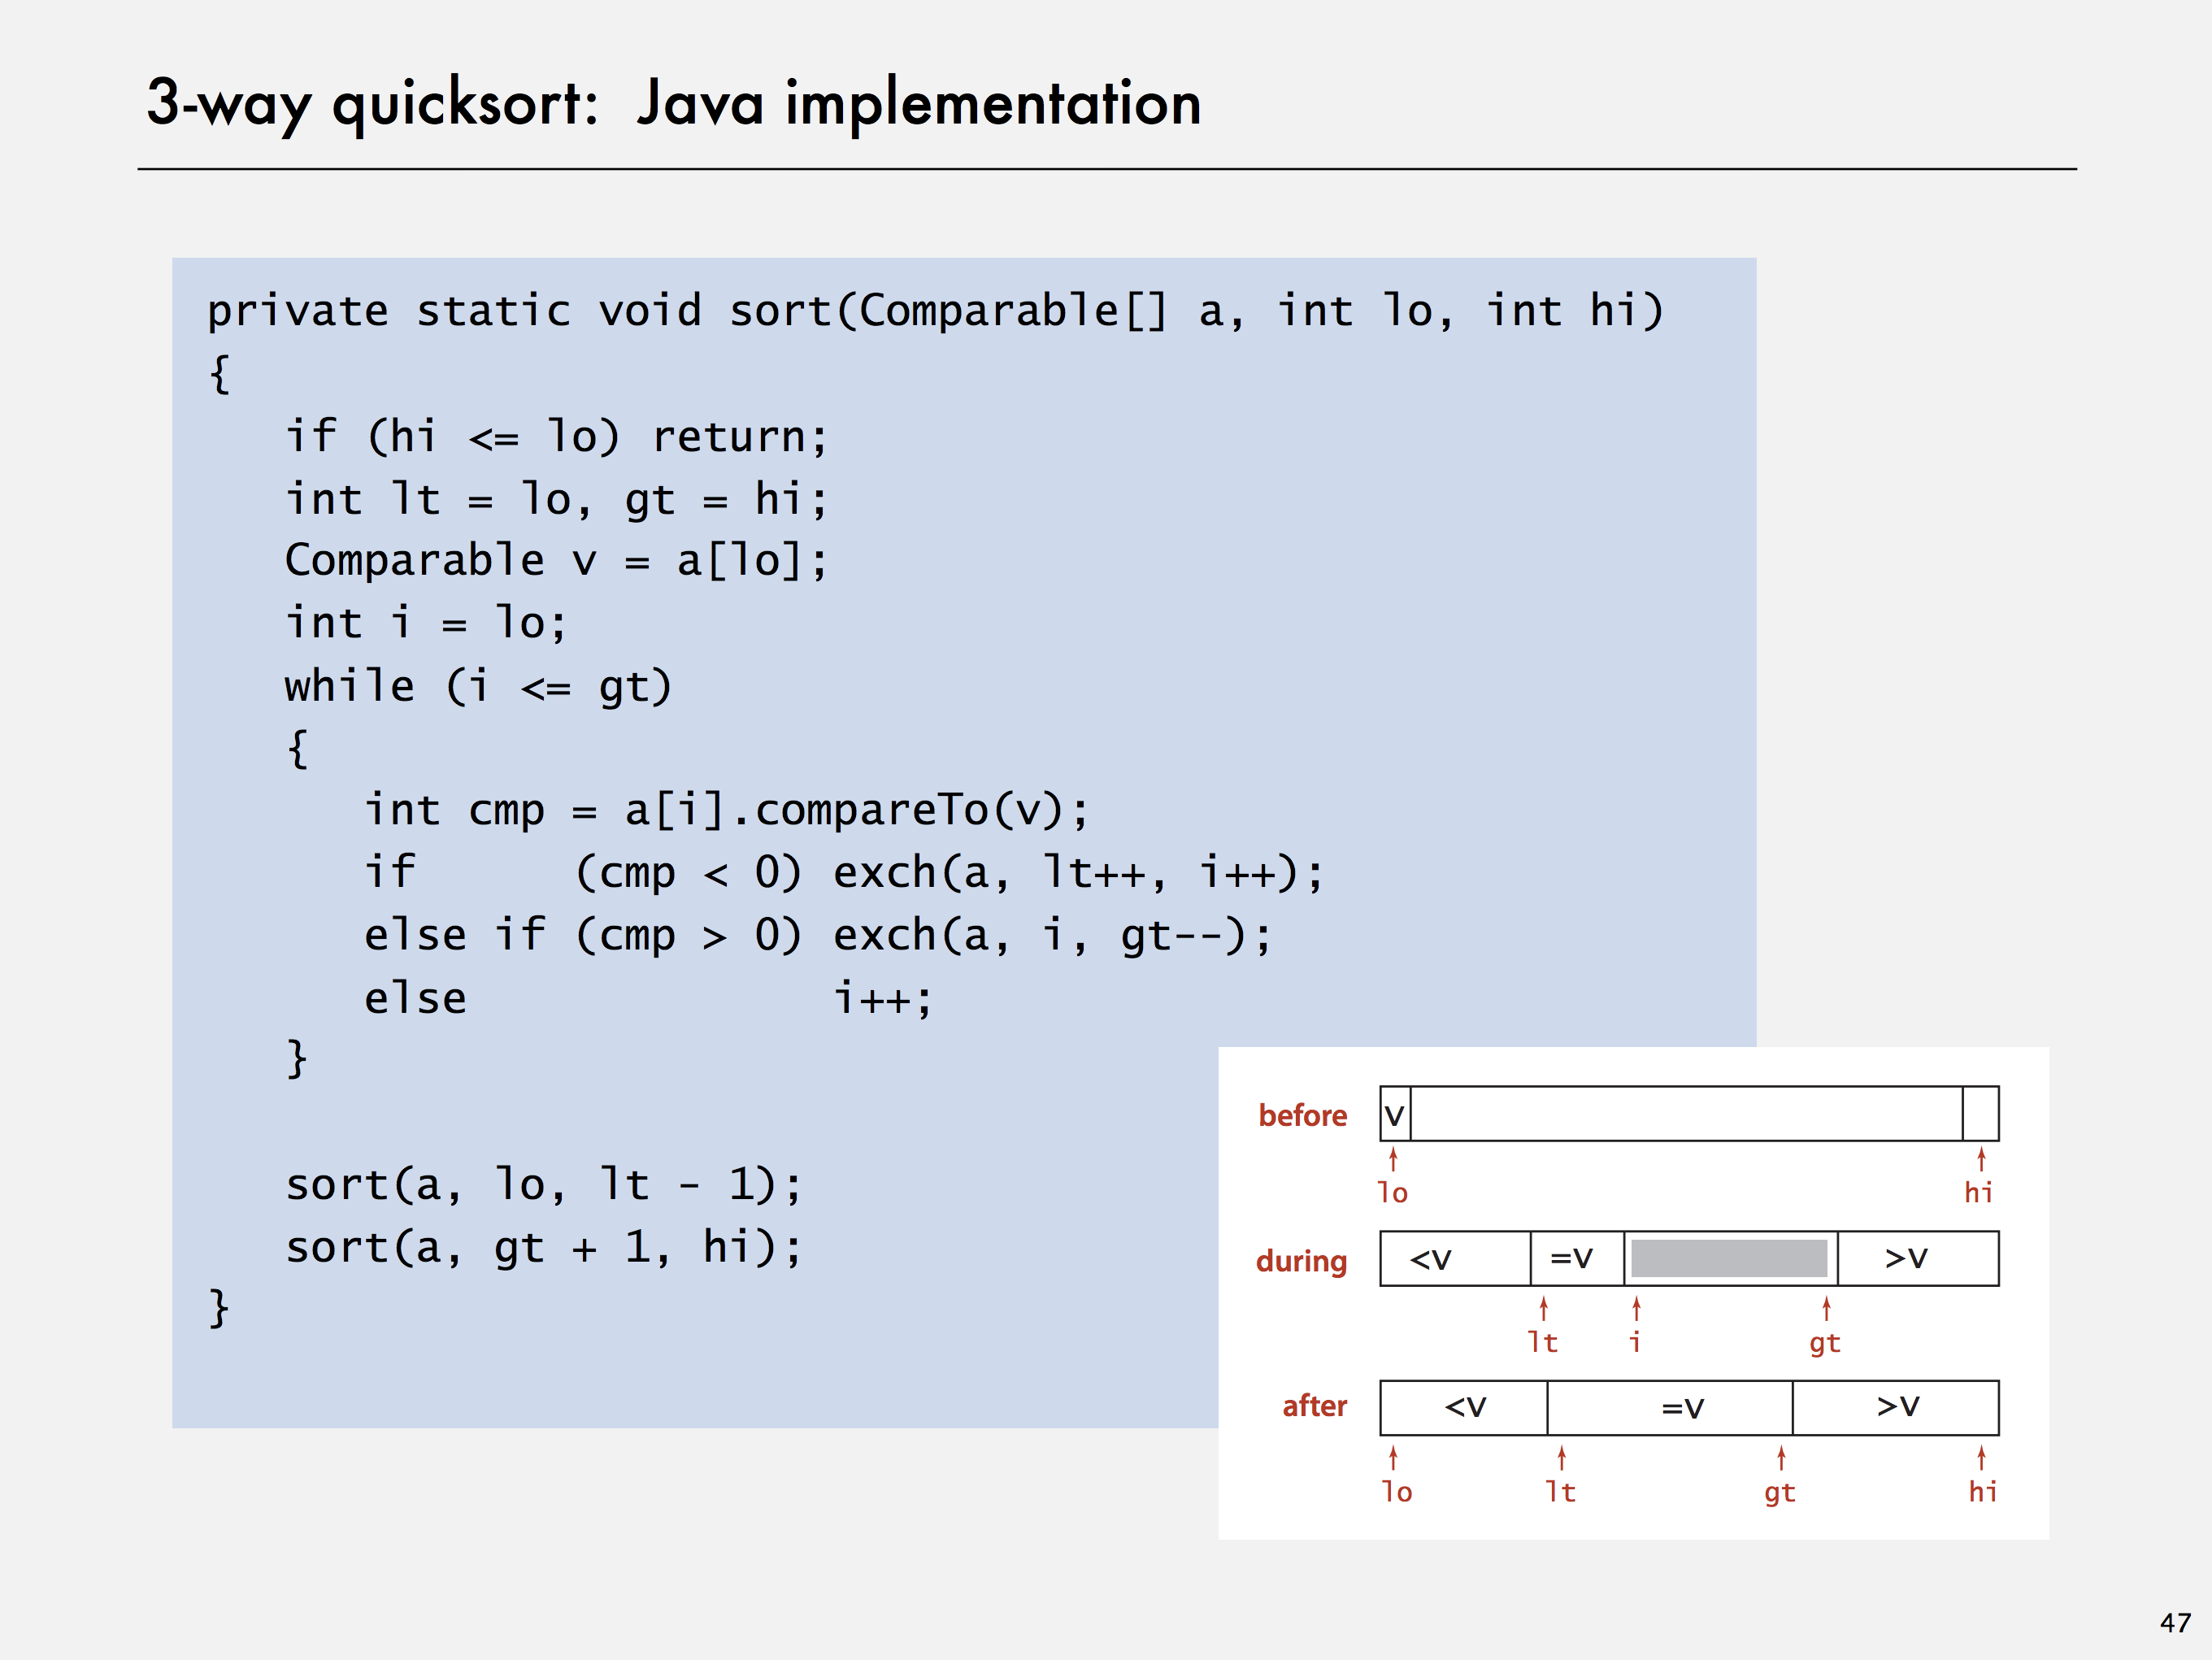 3-way quicksort: Java implementation
private static void sort(Comparable[] a, int lo, int hi)
{
   if (hi <= lo) return;
   int lt = lo, gt = hi;
   Comparable v = a[lo];
   int i = lo;
   while (i <= gt)
   {
      int cmp = a[i].compareTo(v);
      if      (cmp < 0) exch(a, lt++, i++);
      else if (cmp > 0) exch(a, i, gt--);
      else              i++;
   }
   sort(a, lo, lt - 1);
   sort(a, gt + 1, hi);
}
before v
lo hi
during <v =v >v
lt i gt
after <v =v >v
lo lt gt hi
47